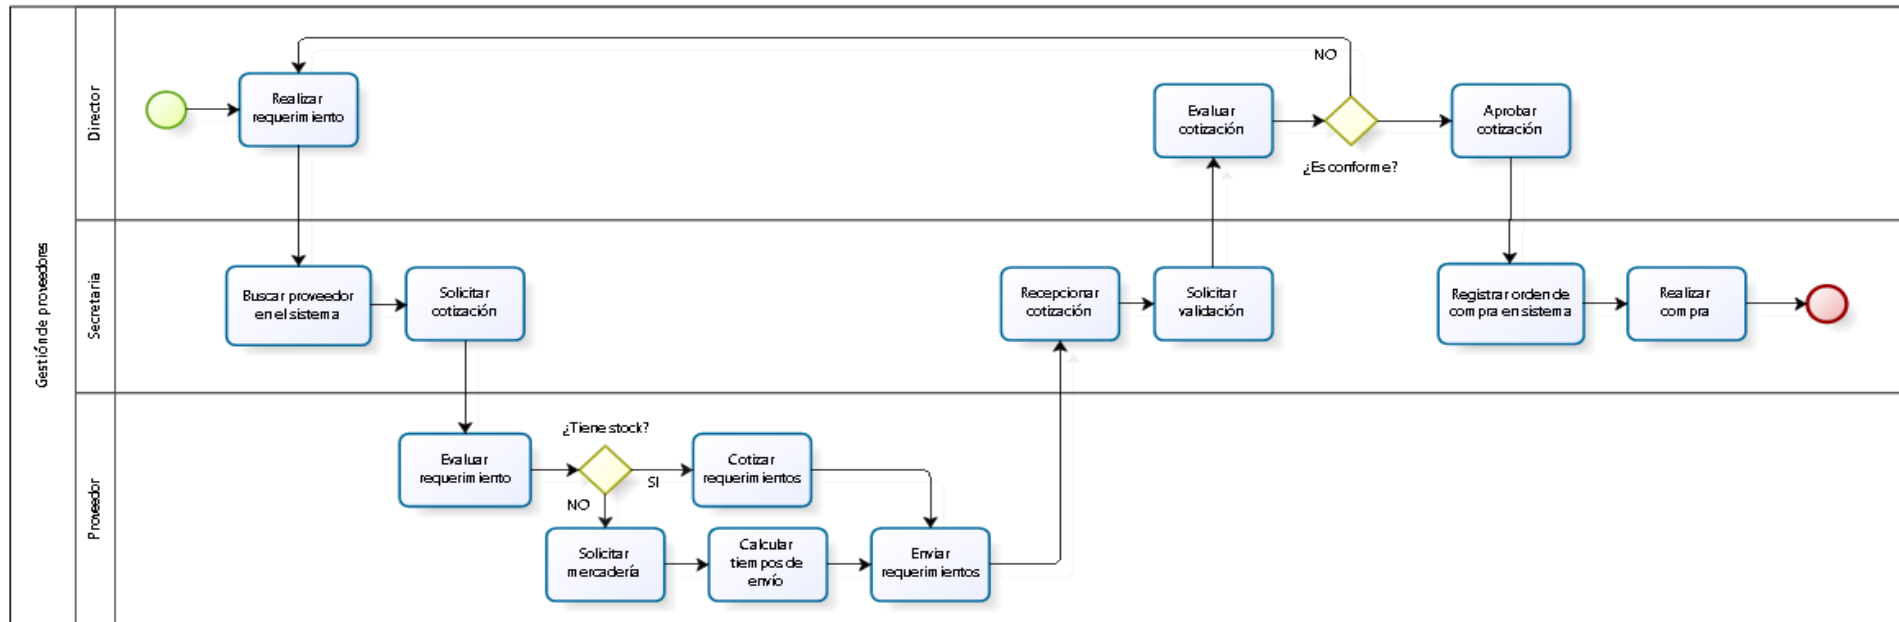 Gestión de proveedores
Director
Realizar
requerimiento
Evaluar
cotización
NO
¿Es conforme?
Aprobar
cotización
Secretaria
Buscar proveedor
en el sistema
Solicitar
cotización
Recepcionar
cotización
Solicitar
validación
Registrar orden de
compra en sistema
Realizar
compra
Proveedor
Evaluar
requerimiento
¿Tiene stock?
SI
NO
Cotizar
requerimientos
Solicitar
mercadería
Calcular
tiempos de
envío
Enviar
requerimientos